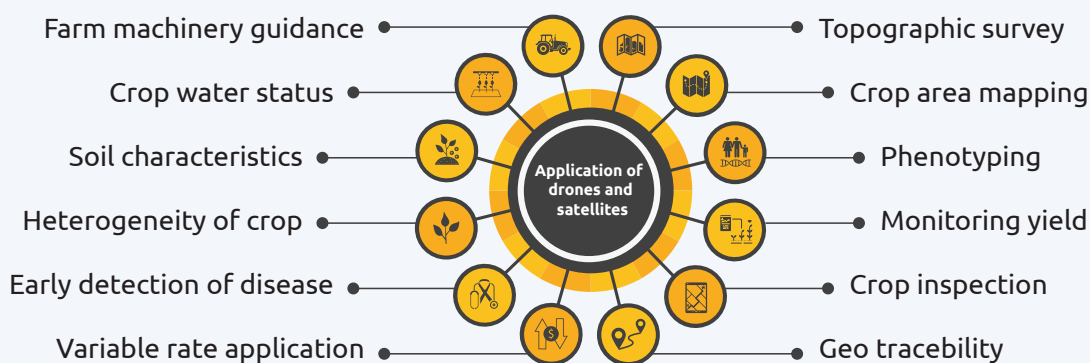 Farm machinery guidance
Topographic survey
Crop water status
Crop area mapping
Soil characteristics
Phenotyping
Application of
drones and
satellites
Heterogeneity of crop
Monitoring yield
Early detection of disease
Crop inspection
Variable rate application
Geo tracebility